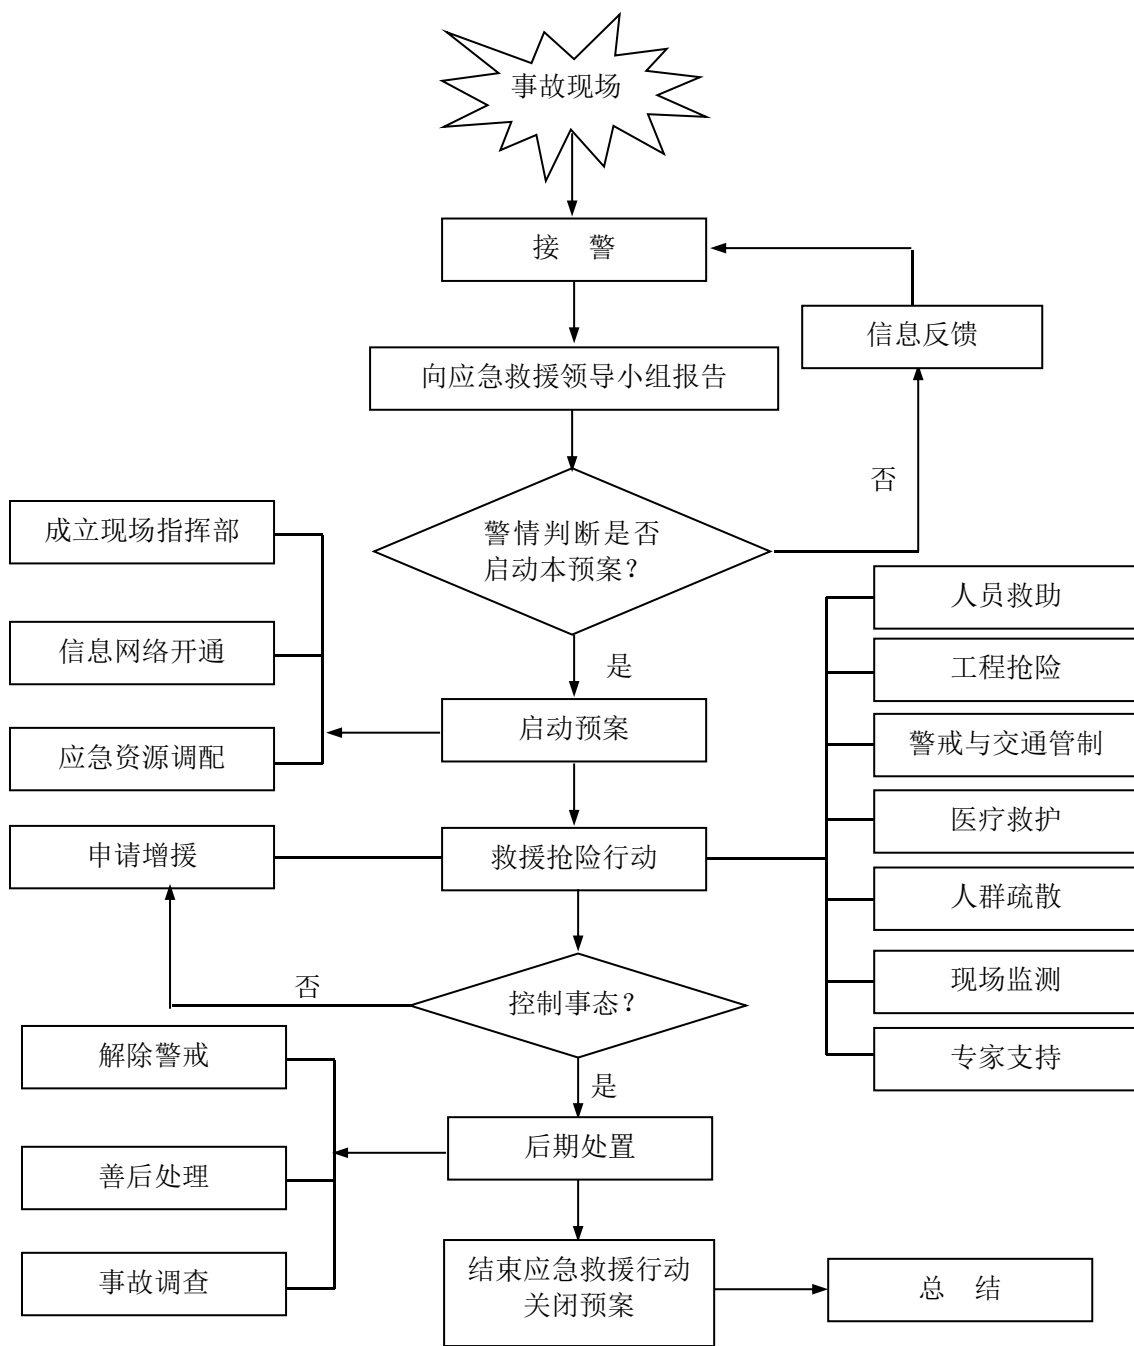 事故现场
接 警
信息反馈
向应急救援领导小组报告
否
警情判断是否
启动本预案？
成立现场指挥部
信息网络开通
应急资源调配
是
启动预案
人员救助
工程抢险
警戒与交通管制
医疗救护
人群疏散
现场监测
专家支持
申请增援
救援抢险行动
否
控制事态？
是
解除警戒
善后处理
事故调查
后期处置
结束应急救援行动
关闭预案
总 结